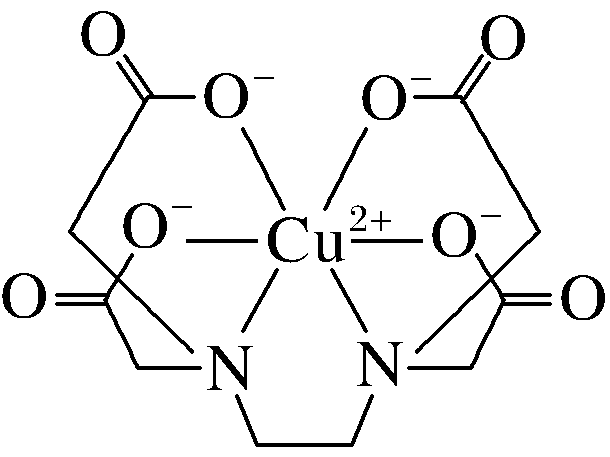 O O
O⁻ O⁻
O⁻ Cu²⁺ O⁻
O O
N N